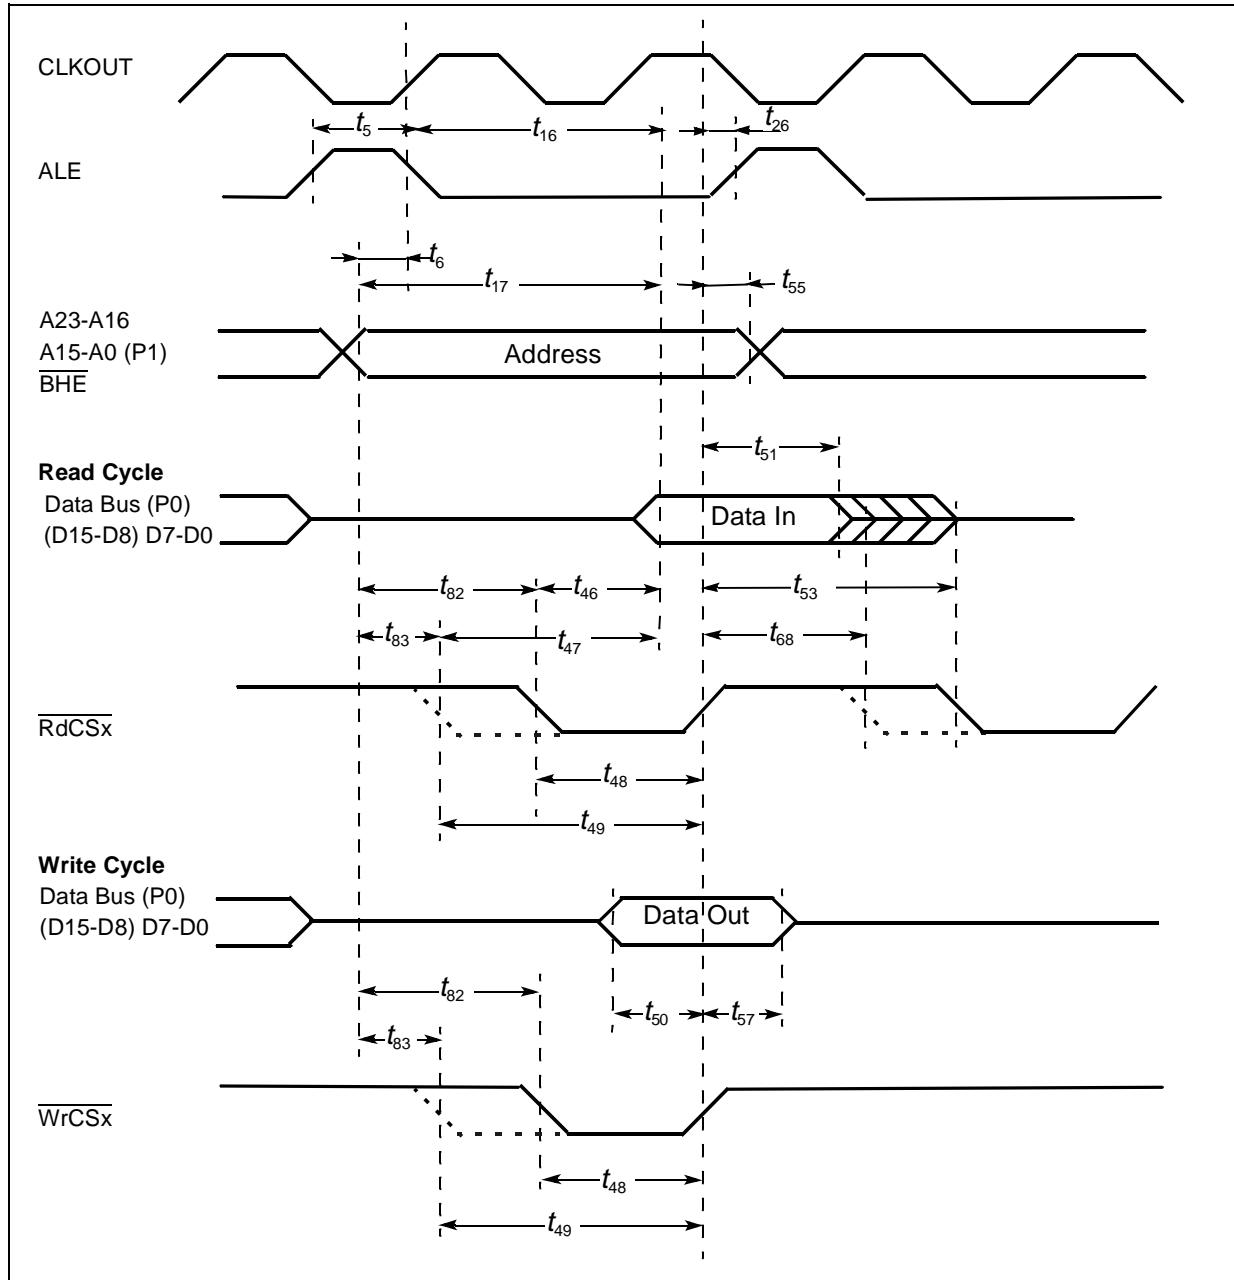 CLKOUT
t5
t16
t26
ALE
t6
t17
t55
A23-A16
A15-A0 (P1)
BHE
Address
Read Cycle
Data Bus (P0)
(D15-D8) D7-D0
t51
Data In
t82
t46
t53
t83
t47
t68
RdCSx
t48
t49
Write Cycle
Data Bus (P0)
(D15-D8) D7-D0
Data Out
t82
t50
t57
t83
WrCSx
t48
t49